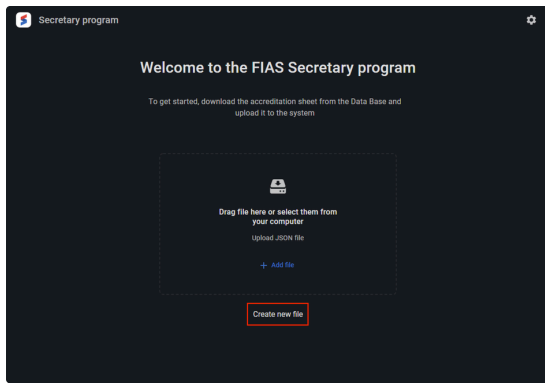 Secretary program
Welcome to the FIAS Secretary program
To get started, download the accreditation sheet from the Data Base and
upload it to the system
Drag file here or select them from
your computer
Upload JSON file
+ Add file
Create new file